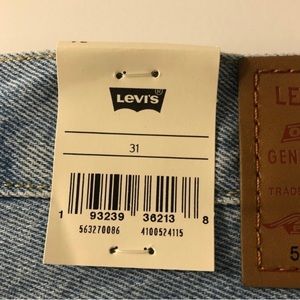 LEVI'S
31
1 93239 36213 8
563270086 4100524115
LE
GEN
TRADE
5